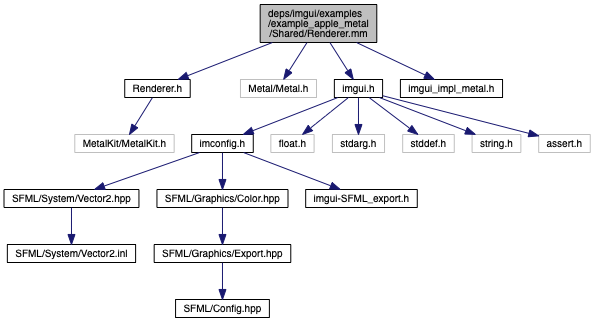 deps/imgui/examples
/example_apple_metal
/Shared/Renderer.mm
Renderer.h
Metal/Metal.h
imgui.h
imgui_impl_metal.h
MetalKit/MetalKit.h
imconfig.h
float.h
stdarg.h
stddef.h
string.h
assert.h
SFML/System/Vector2.hpp
SFML/Graphics/Color.hpp
imgui-SFML_export.h
SFML/System/Vector2.inl
SFML/Graphics/Export.hpp
SFML/Config.hpp